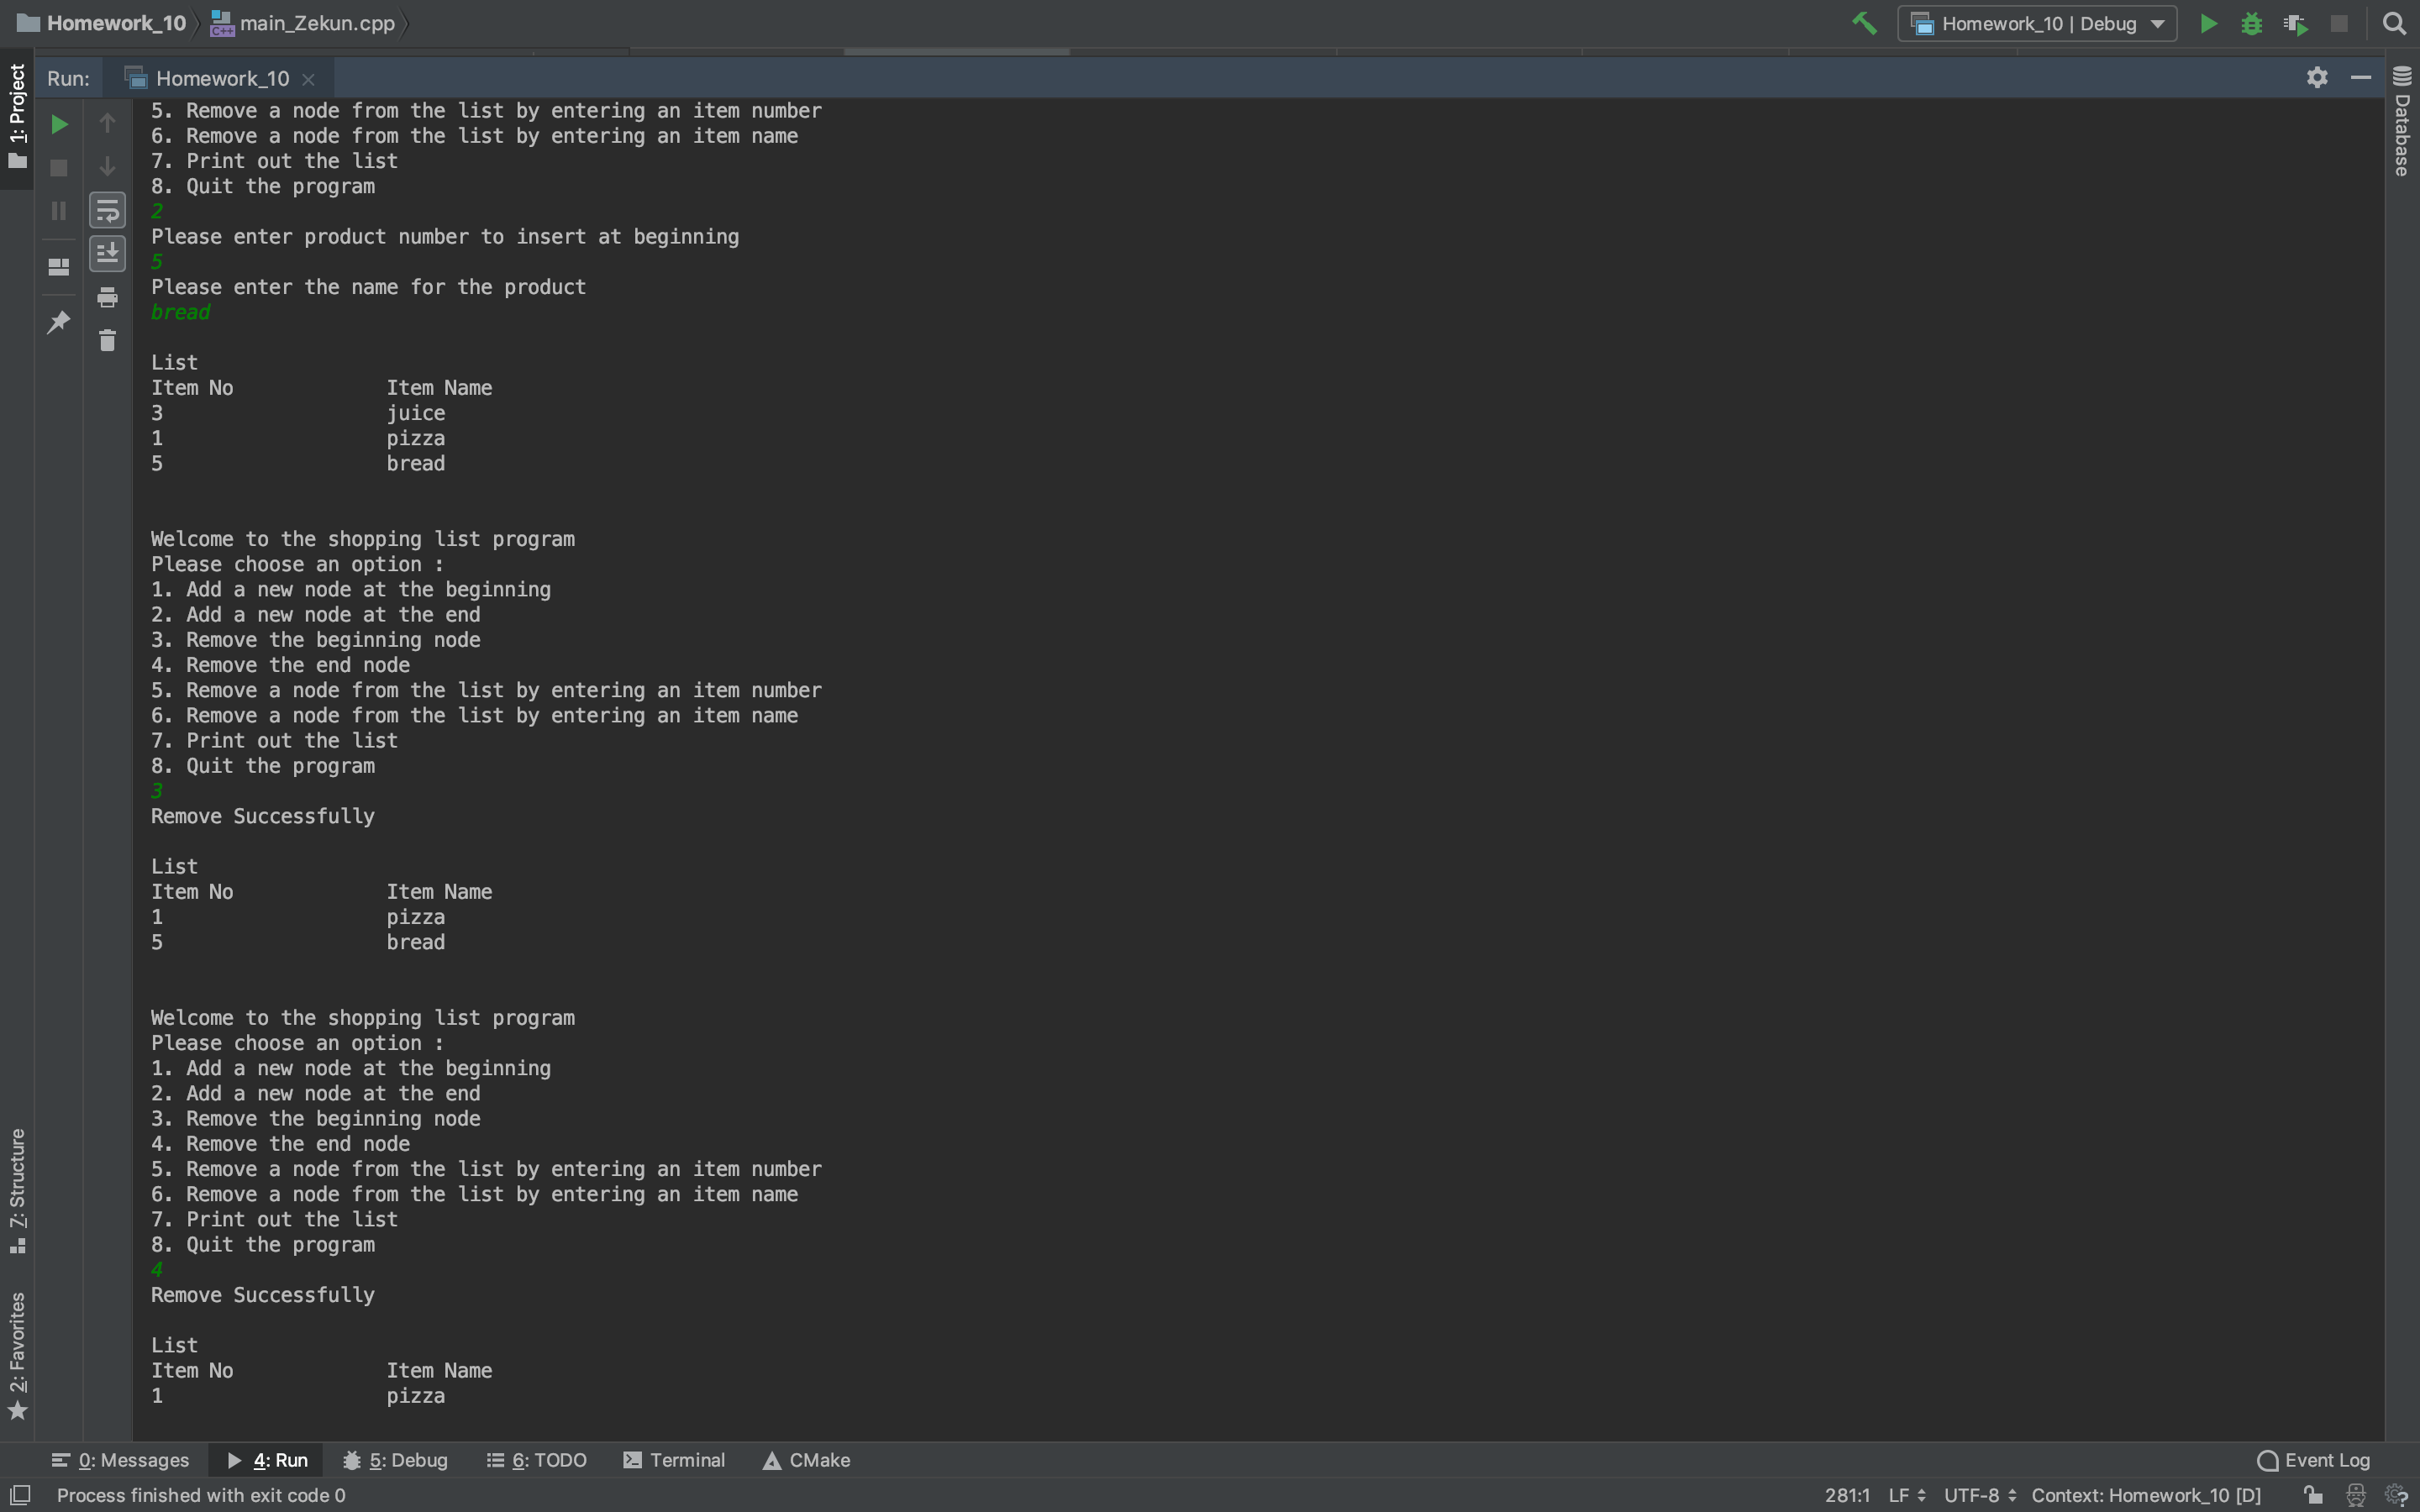 Homework_10 main_Zekun.cpp Homework_10 | Debug
Run: Homework_10
1: Project
Database
5. Remove a node from the list by entering an item number
6. Remove a node from the list by entering an item name
7. Print out the list
8. Quit the program
2
Please enter product number to insert at beginning
5
Please enter the name for the product
bread
List
Item No Item Name
3 juice
1 pizza
5 bread
Welcome to the shopping list program
Please choose an option :
1. Add a new node at the beginning
2. Add a new node at the end
3. Remove the beginning node
4. Remove the end node
5. Remove a node from the list by entering an item number
6. Remove a node from the list by entering an item name
7. Print out the list
8. Quit the program
3
Remove Successfully
List
Item No Item Name
1 pizza
5 bread
Welcome to the shopping list program
Please choose an option :
1. Add a new node at the beginning
2. Add a new node at the end
3. Remove the beginning node
4. Remove the end node
5. Remove a node from the list by entering an item number
6. Remove a node from the list by entering an item name
7. Print out the list
8. Quit the program
4
Remove Successfully
List
Item No Item Name
1 pizza
7: Structure
2: Favorites
0: Messages 4: Run 5: Debug 6: TODO Terminal CMake Event Log
Process finished with exit code 0 281:1 LF UTF-8 Context: Homework_10 [D]